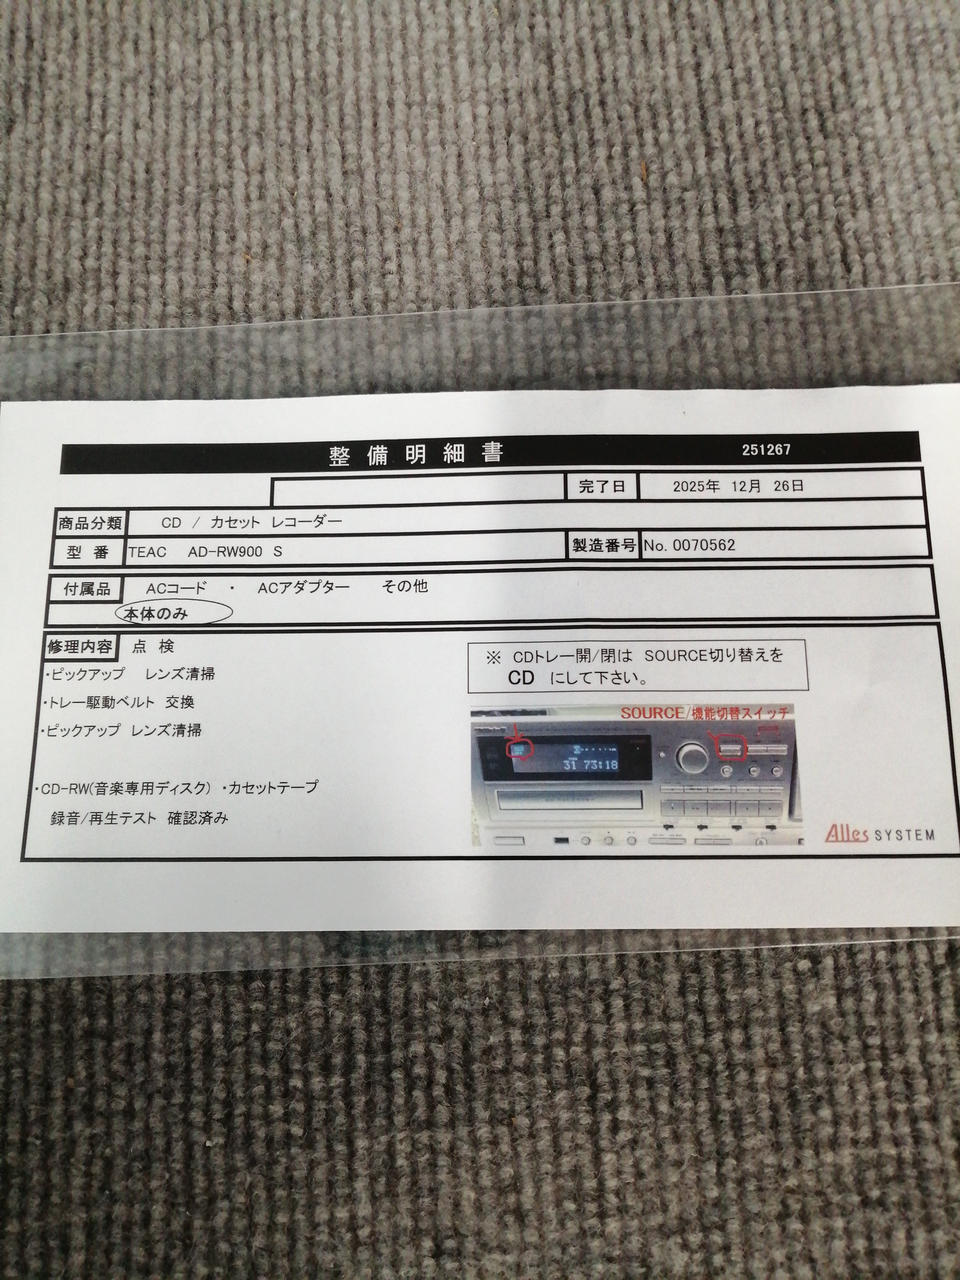 整備明細書 251267
完了日 2025年 12月 26日
商品分類 CD / カセット レコーダー
型 番 TEAC AD-RW900 S 製造番号 No. 0070562
付属品 ACコード ・ ACアダプター その他
本体のみ
修理内容 点 検
・ピックアップ レンズ清掃
・トレー駆動ベルト 交換
・ピックアップ レンズ清掃
・CD-RW(音楽専用ディスク) ・カセットテープ
録音/再生テスト 確認済み
※ CDトレー開/閉は SOURCE切り替えを
CD にして下さい。
SOURCE/機能切替スイッチ
31 73:18
Alles SYSTEM